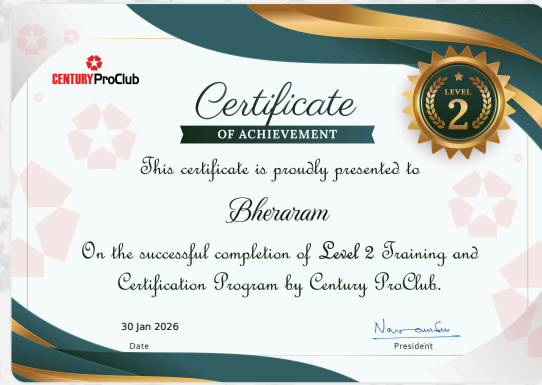 CENTURY ProClub
LEVEL
2
Certificate
OF ACHIEVEMENT
This certificate is proudly presented to
Bheraram
On the successful completion of Level 2 Training and
Certification Program by Century ProClub.
30 Jan 2026
Date
President